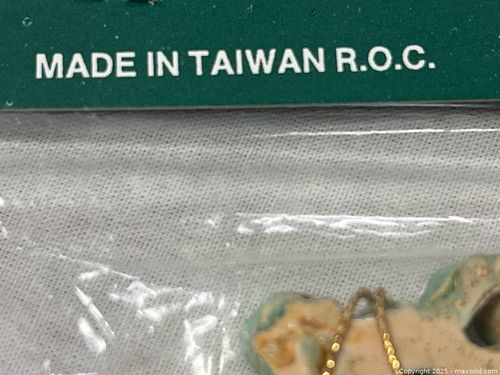 MADE IN TAIWAN R.O.C.
Copyright 2025 - maxsold.com